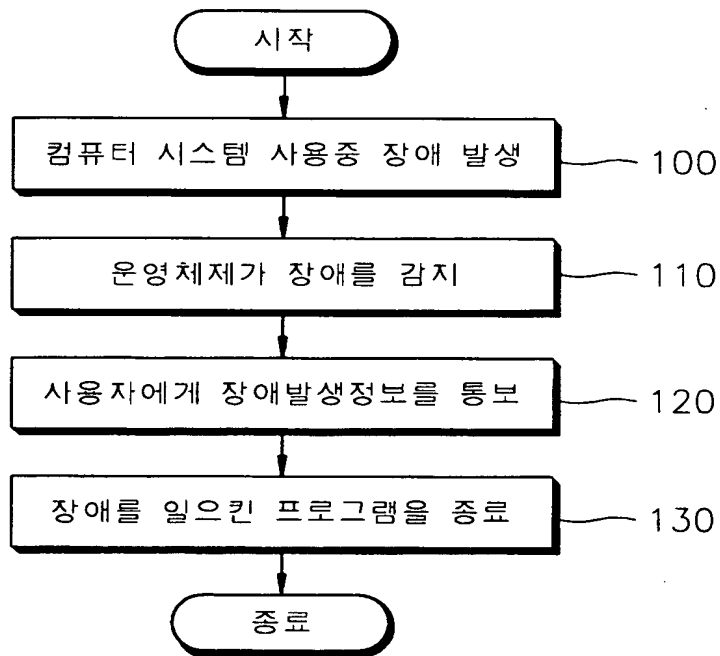 시작
컴퓨터 시스템 사용중 장애 발생
100
운영체제가 장애를 감지
110
사용자에게 장애발생정보를 통보
120
장애를 일으킨 프로그램을 종료
130
종료